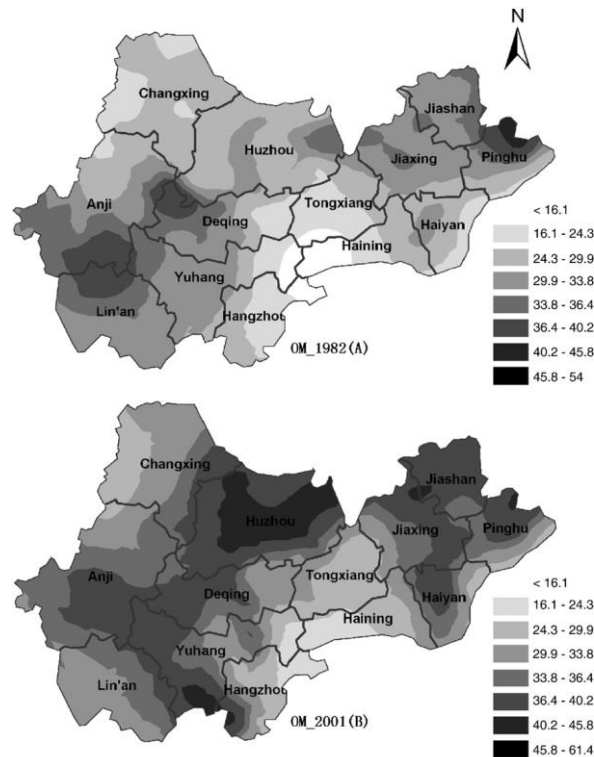 N
Changxing
Jiashan
Huzhou
Jiaxing
Pinghu
Anji
Deqing
Tongxiang
Haiyan
Haining
Yuhang
Lin'an
Hangzhot
OM_1982(A)
< 16.1
16.1 - 24.3
24.3 - 29.9
29.9 - 33.8
33.8 - 36.4
36.4 - 40.2
40.2 - 45.8
45.8 - 54
Changxing
Jiashan
Huzhou
Jiaxing
Pinghu
Anji
Deqing
Tongxiang
Haiyan
Haining
Yuhang
Lin'an
Hangzhot
OM_2001(B)
< 16.1
16.1 - 24.3
24.3 - 29.9
29.9 - 33.8
33.8 - 36.4
36.4 - 40.2
40.2 - 45.8
45.8 - 61.4